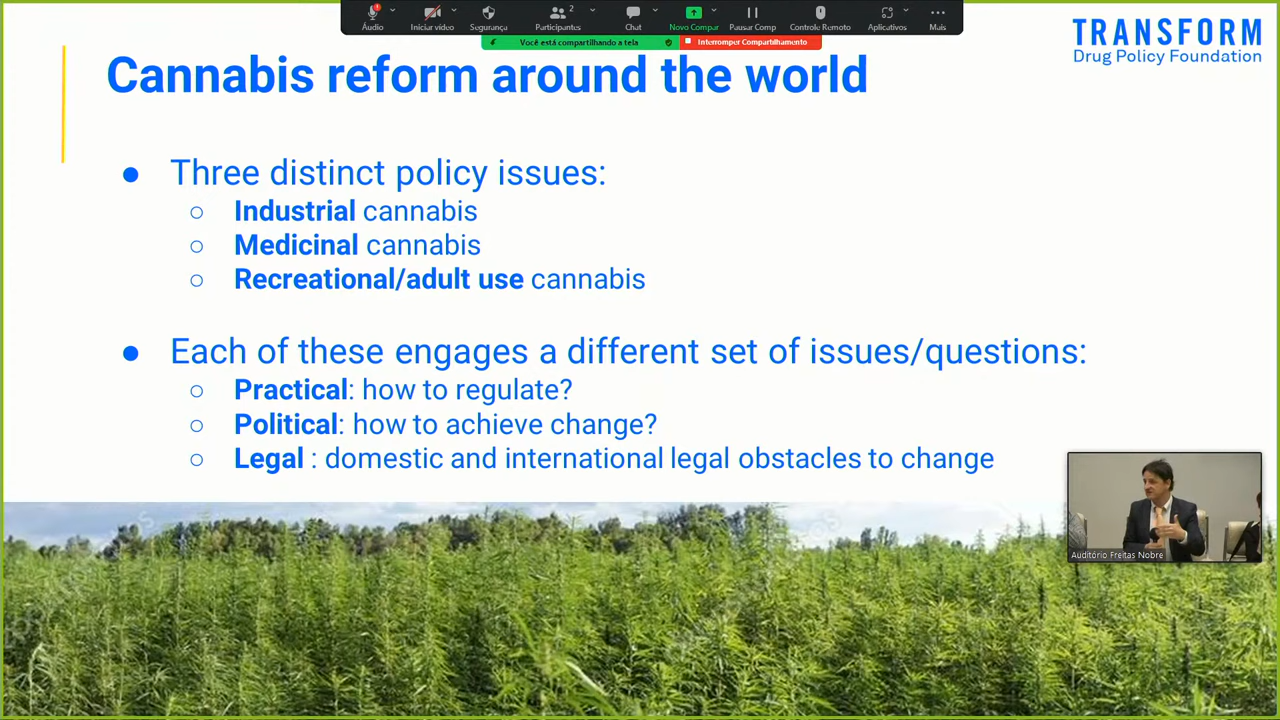 Áudio
Iniciar vídeo
Segurança
2
Participantes
Chat
Novo Compar
Pausar Comp
Controle Remoto
Aplicativos
Mais
Você está compartilhando a tela
Interromper Compartilhamento
TRANSFORM
Drug Policy Foundation
Cannabis reform around the world
● Three distinct policy issues:
○ Industrial cannabis
○ Medicinal cannabis
○ Recreational/adult use cannabis
● Each of these engages a different set of issues/questions:
○ Practical: how to regulate?
○ Political: how to achieve change?
○ Legal : domestic and international legal obstacles to change
Auditório Freitas Nobre